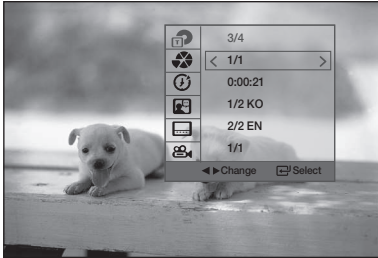 T
3/4
< 1/1 >
0:00:21
1/2 KO
2/2 EN
1/1
◄ ►Change Select